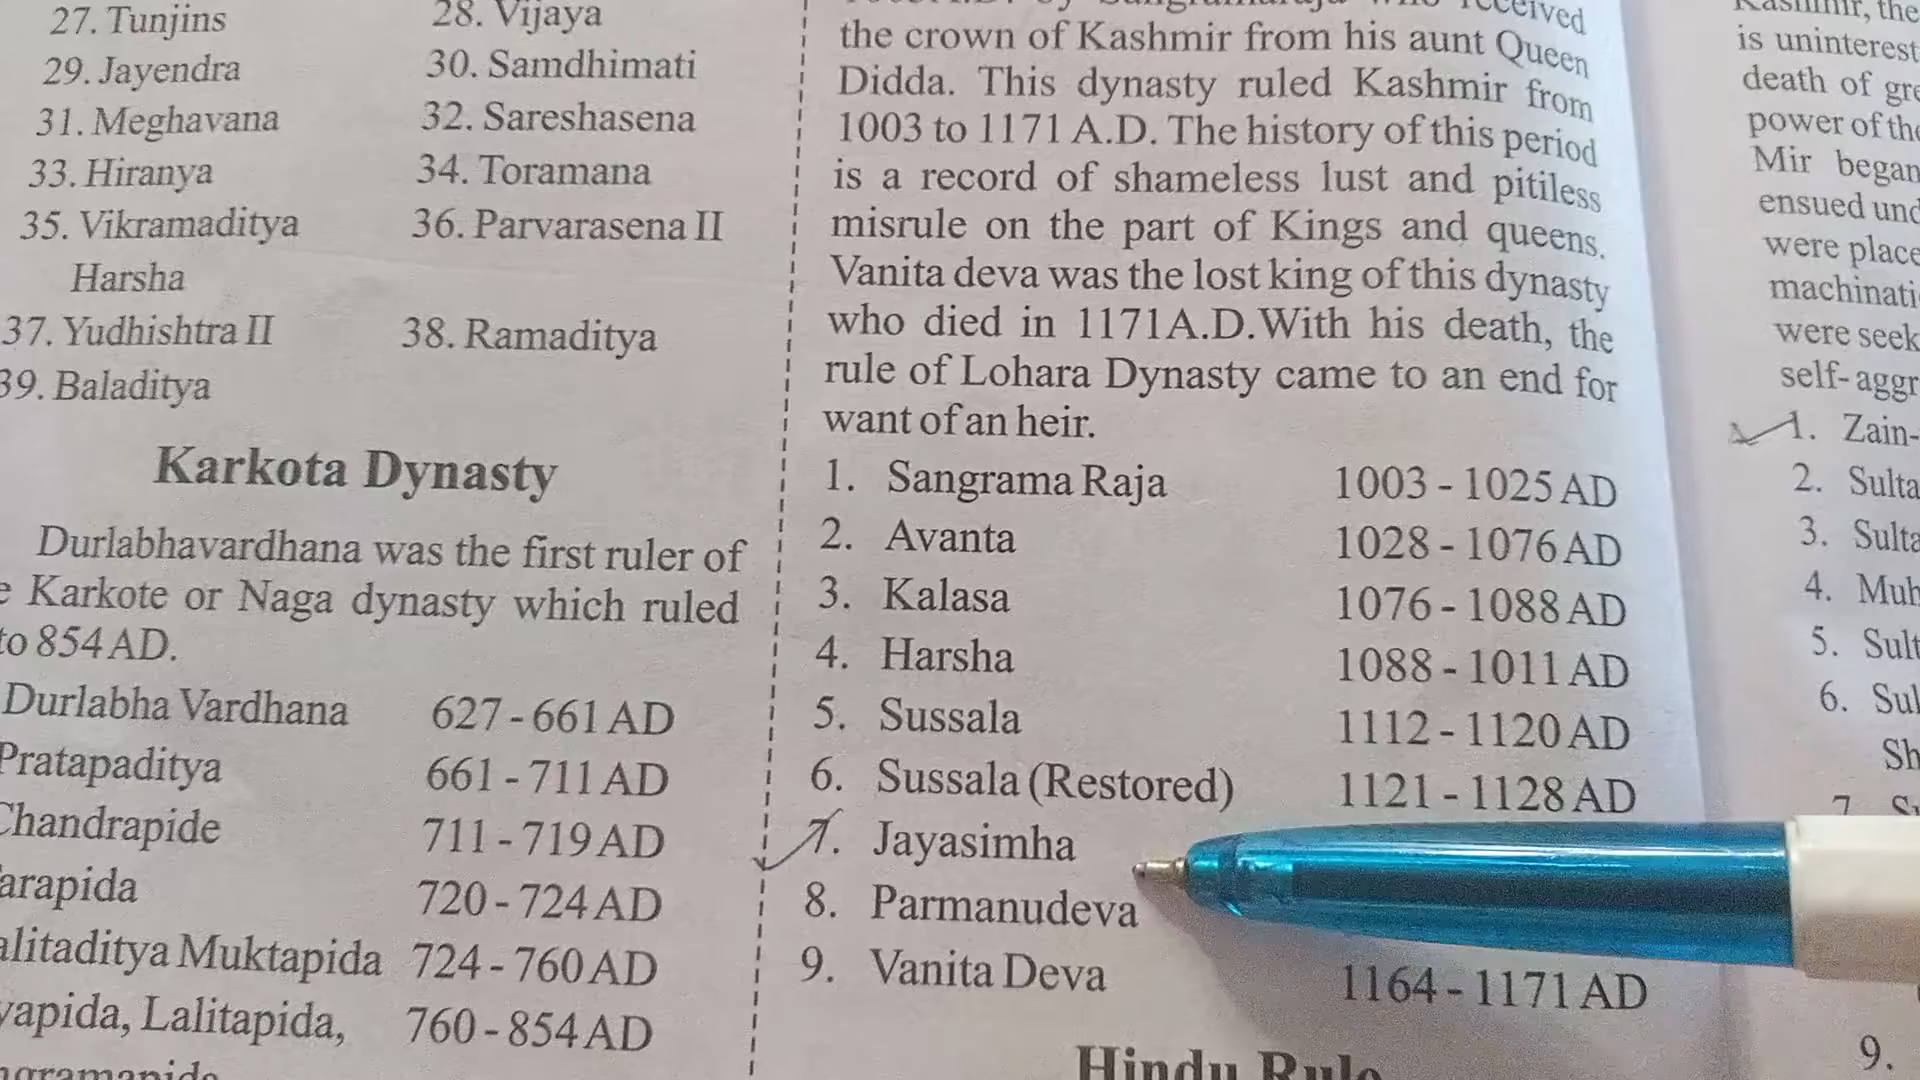 27. Tunjins 28. Vijaya
29. Jayendra 30. Samdhimati
31. Meghavana 32. Sareshasena
33. Hiranya 34. Toramana
35. Vikramaditya 36. Parvarasena II
Harsha
37. Yudhishtra II 38. Ramaditya
39. Baladitya
Karkota Dynasty
Durlabhavardhana was the first ruler of
Karkote or Naga dynasty which ruled
to 854 AD.
Durlabha Vardhana 627 - 661 AD
Pratapaditya 661 - 711 AD
Chandrapide 711 - 719 AD
arapida 720 - 724 AD
alitaditya Muktapida 724 - 760 AD
yapida, Lalitapida, 760 - 854 AD
received
the crown of Kashmir from his aunt Queen
Didda. This dynasty ruled Kashmir from
1003 to 1171 A.D. The history of this period
is a record of shameless lust and pitiless
misrule on the part of Kings and queens.
Vanita deva was the lost king of this dynasty
who died in 1171A.D.With his death, the
rule of Lohara Dynasty came to an end for
want of an heir.
1. Sangrama Raja 1003 - 1025 AD
2. Avanta 1028 - 1076 AD
3. Kalasa 1076 - 1088 AD
4. Harsha 1088 - 1011 AD
5. Sussala 1112 - 1120 AD
6. Sussala (Restored) 1121 - 1128 AD
7. Jayasimha
8. Parmanudeva
9. Vanita Deva 1164 - 1171 AD
Hindu Rule
Kashmir, the
is uninterest
death of gre
power of the
Mir began
ensued und
were place
machinati
were seek
self- aggr
1. Zain-
2. Sulta
3. Sulta
4. Muh
5. Sult
6. Sul
Sh
7
9.